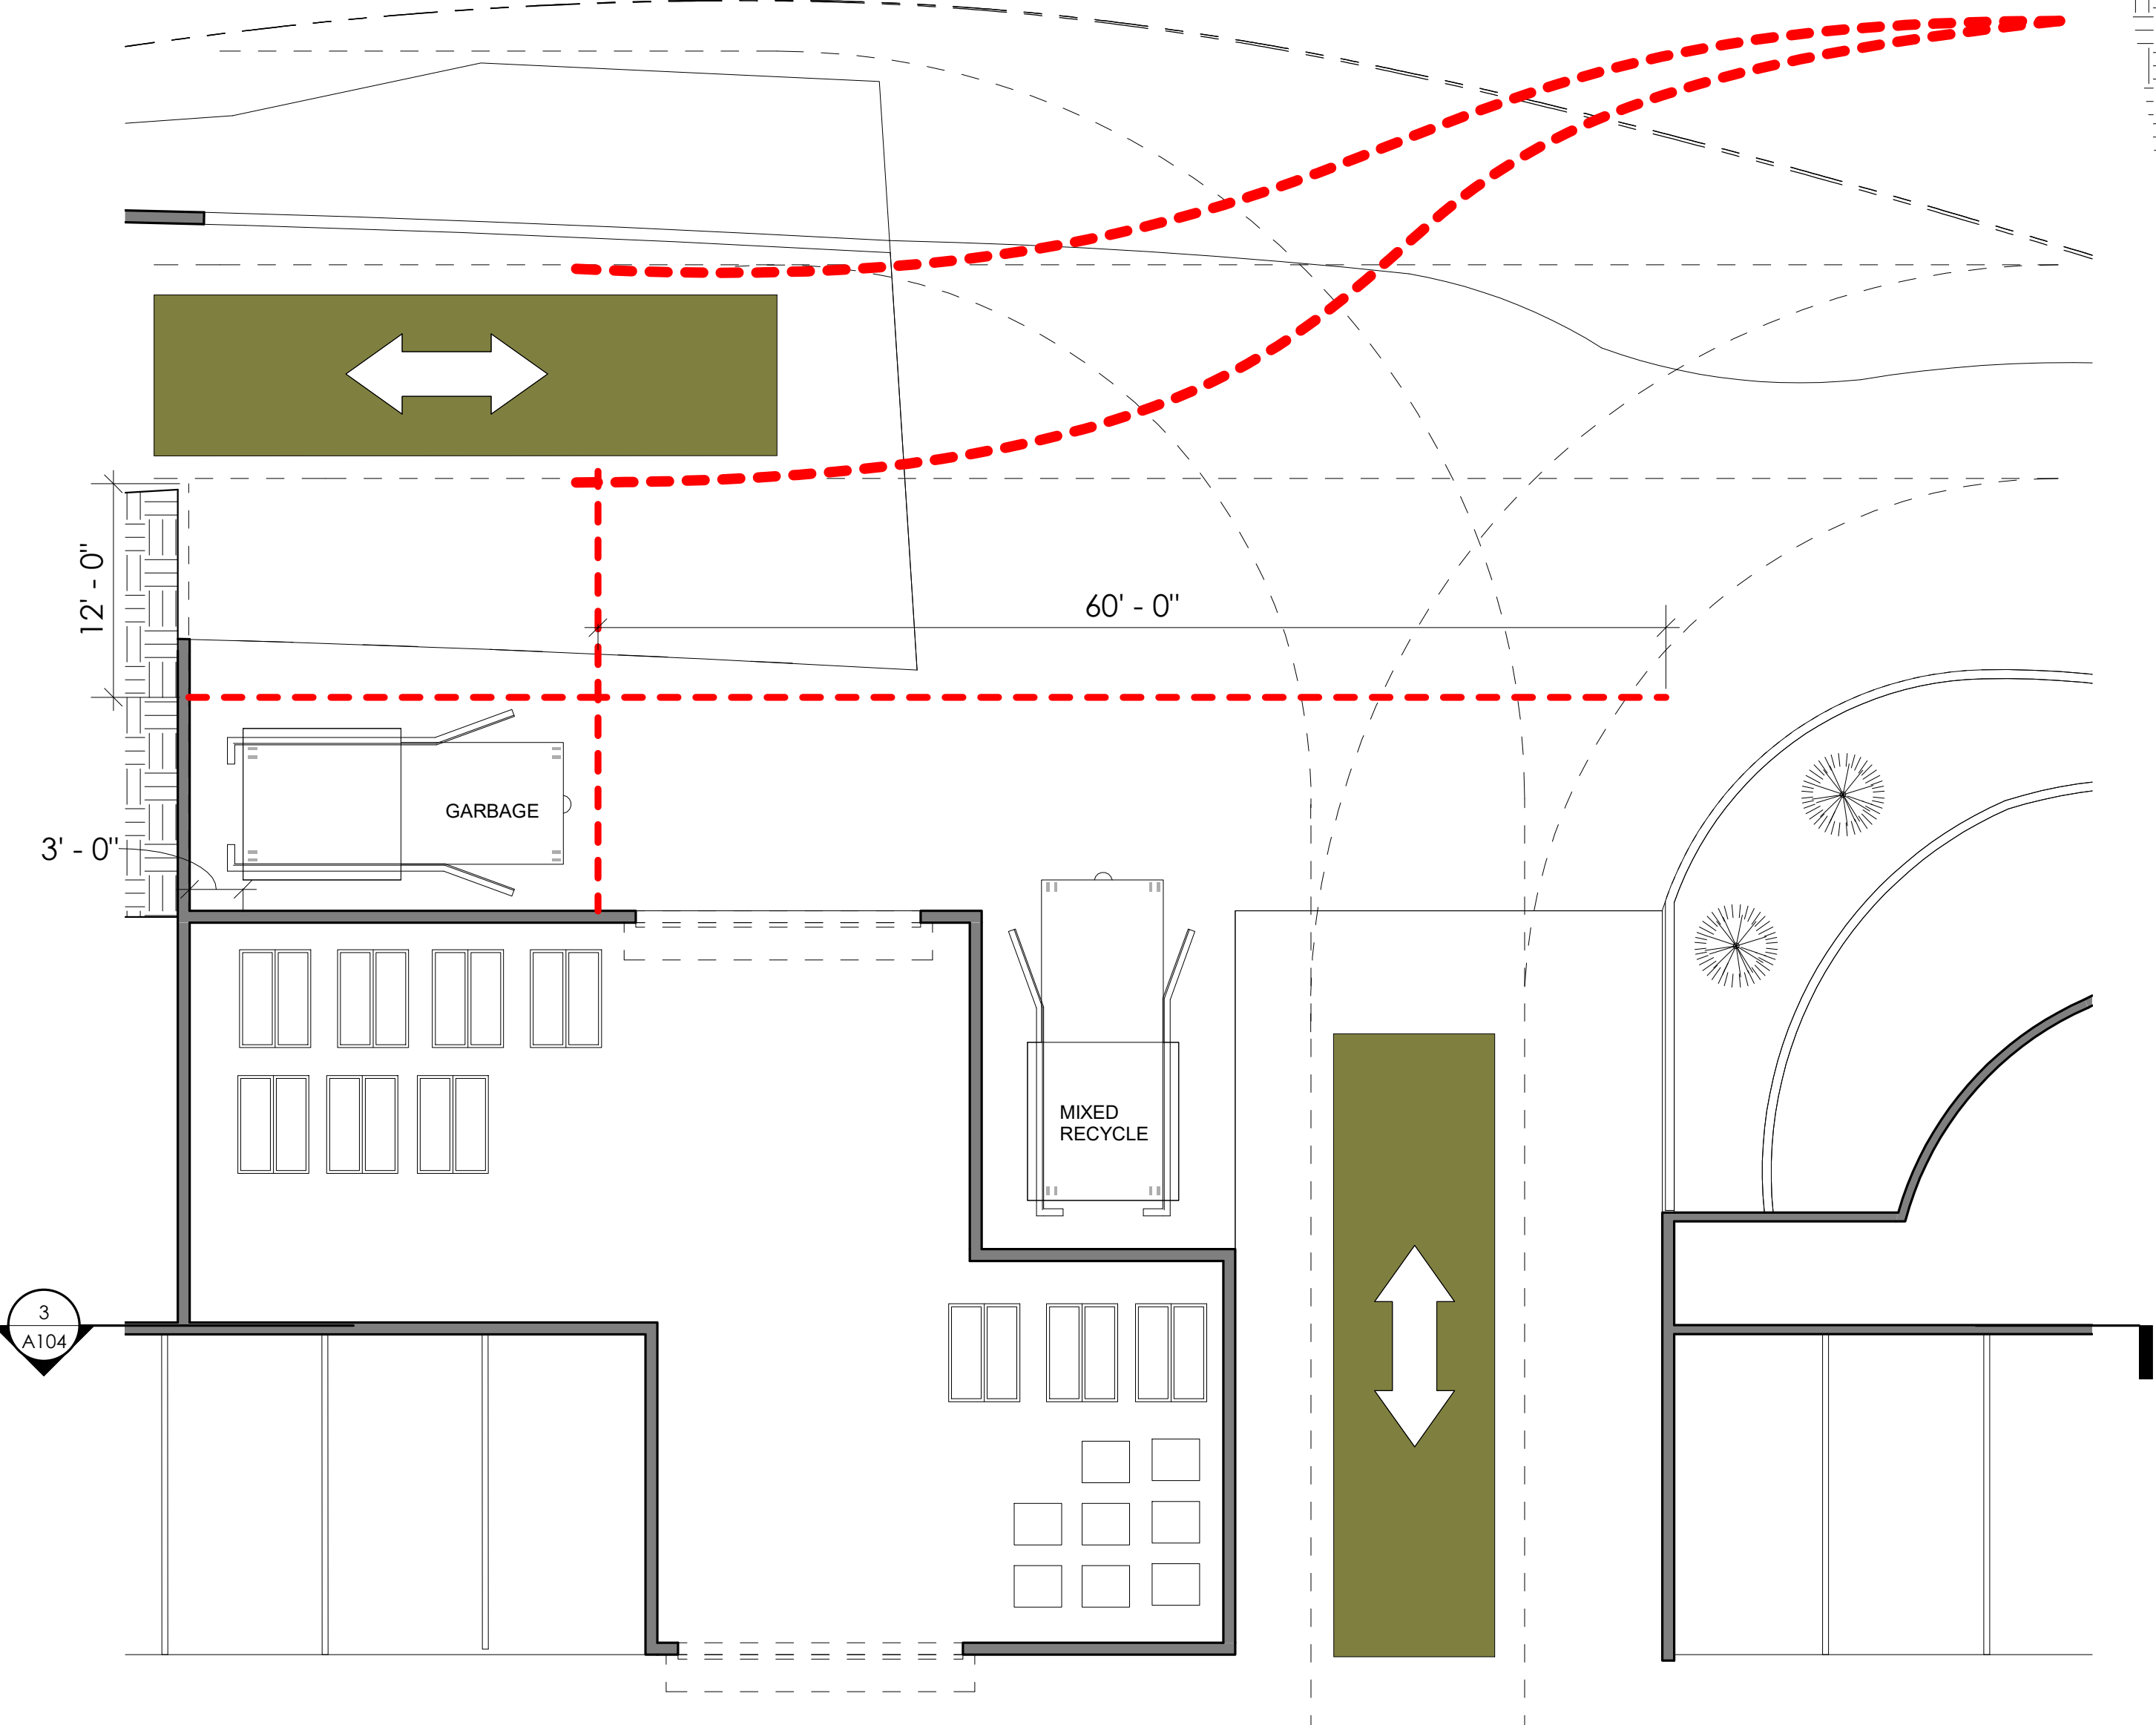 60' - 0"
12' - 0"
GARBAGE
3' - 0"
MIXED
RECYCLE
3
A104